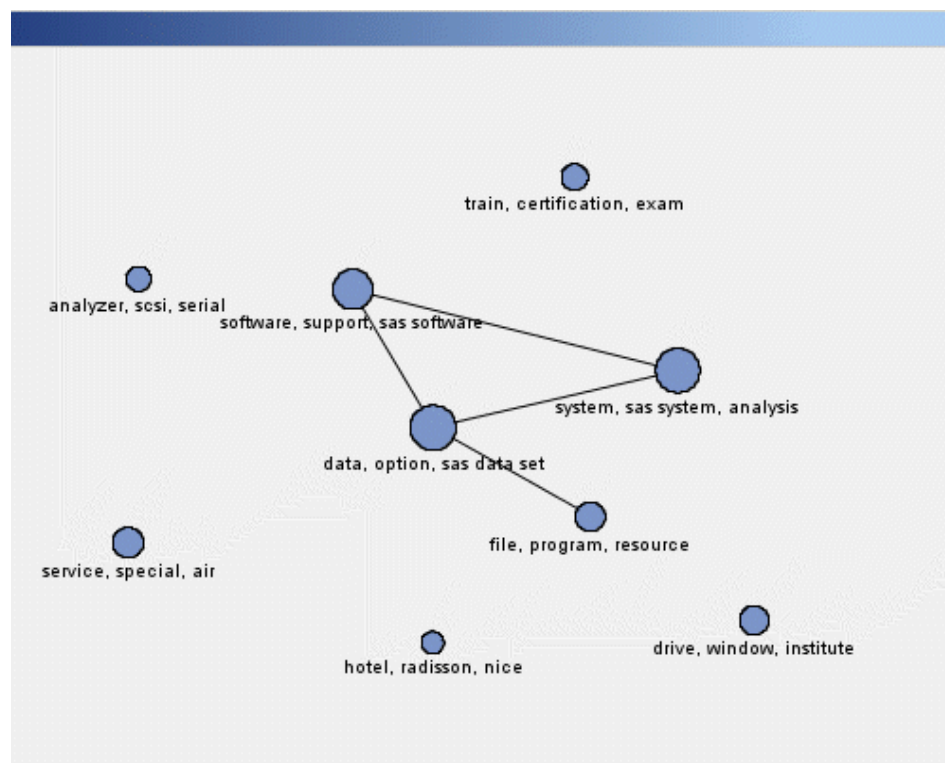 train, certification, exam
analyzer, scsi, serial
software, support, sas software
system, sas system, analysis
data, option, sas data set
file, program, resource
service, special, air
drive, window, institute
hotel, radisson, nice